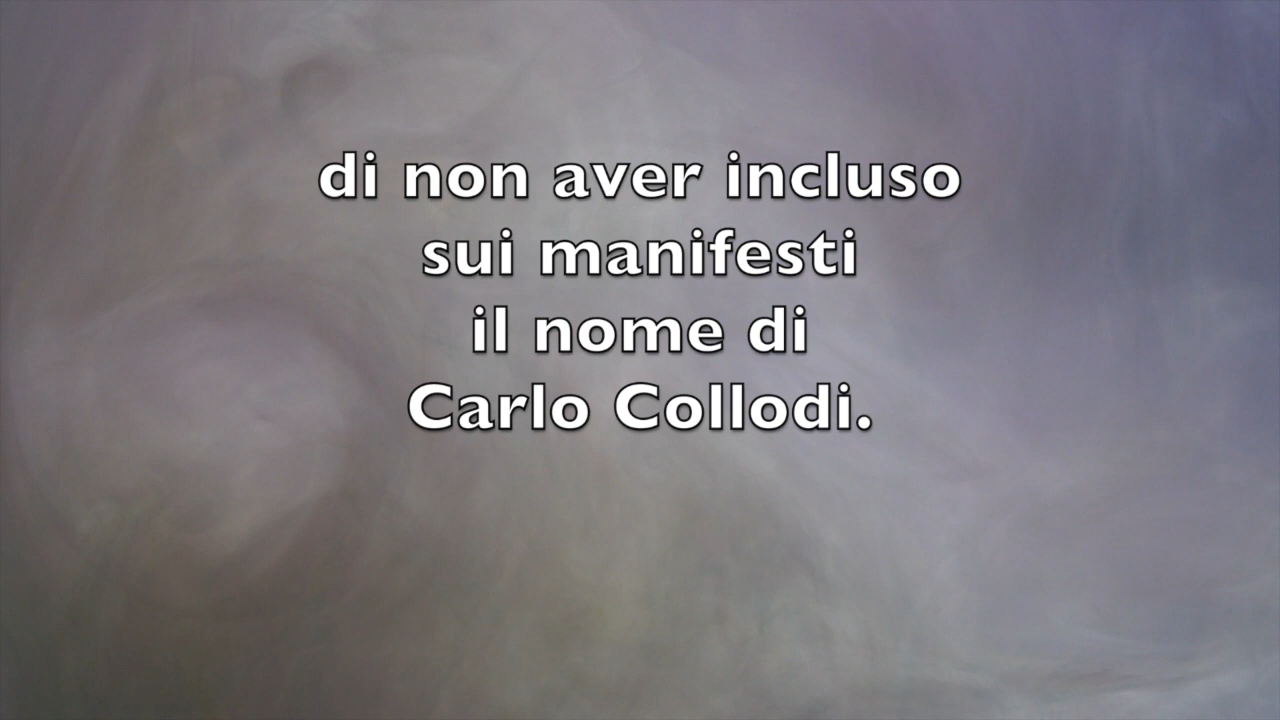 di non aver incluso
sui manifesti
il nome di
Carlo Collodi.